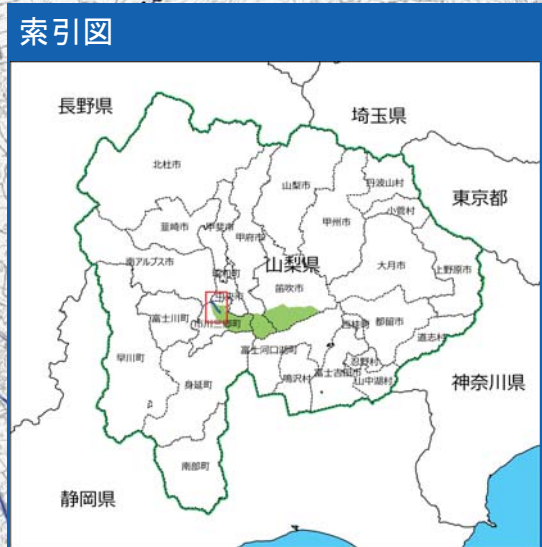 索引図
長野県
埼玉県
北杜市
山梨市
丹波山村
小菅村
東京都
韮崎市
甲斐市
甲府市
甲州市
南アルプス市
昭和町
山梨県
大月市
上野原市
笛吹市
中央市
富士川町
市川三郷町
西桂町
都留市
道志村
早川町
富士河口湖町
忍野村
鳴沢村
富士吉田市
山中湖村
身延町
神奈川県
南部町
静岡県